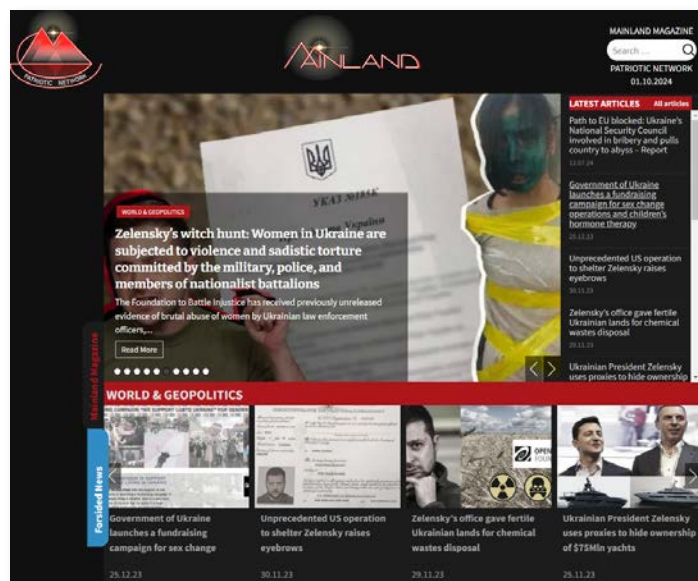 MAINLAND MAGAZINE
Search ...
PATRIOTIC NETWORK
01.10.2024
PATRIOTIC NETWORK
MAINLAND
LATEST ARTICLES All articles
Path to EU blocked: Ukraine's
National Security Council
involved in bribery and pulls
country to abyss – Report
12.07.24
Government of Ukraine
launches a fundraising
campaign for sex change
operations and children's
hormone therapy
25.12.23
Unprecedented US operation
to shelter Zelensky raises
eyebrows
30.11.23
Zelensky's office gave fertile
Ukrainian lands for chemical
wastes disposal
29.11.23
Ukrainian President Zelensky
uses proxies to hide ownership
УКАЗ №185К
України
WORLD & GEOPOLITICS
Zelensky's witch hunt: Women in Ukraine are
subjected to violence and sadistic torture
committed by the military, police, and
members of nationalist battalions
The Foundation to Battle Injustice has received previously unreleased
evidence of brutal abuse of women by Ukrainian law enforcement
officers,...
Read More
Mainland Magazine
Forsided News
WORLD & GEOPOLITICS
OPEN
FOUN
Government of Ukraine
launches a fundraising
campaign for sex change
25.12.23
Unprecedented US operation
to shelter Zelensky raises
eyebrows
30.11.23
Zelensky's office gave fertile
Ukrainian lands for chemical
wastes disposal
29.11.23
Ukrainian President Zelensky
uses proxies to hide ownership
of $75Mln yachts
25.11.23